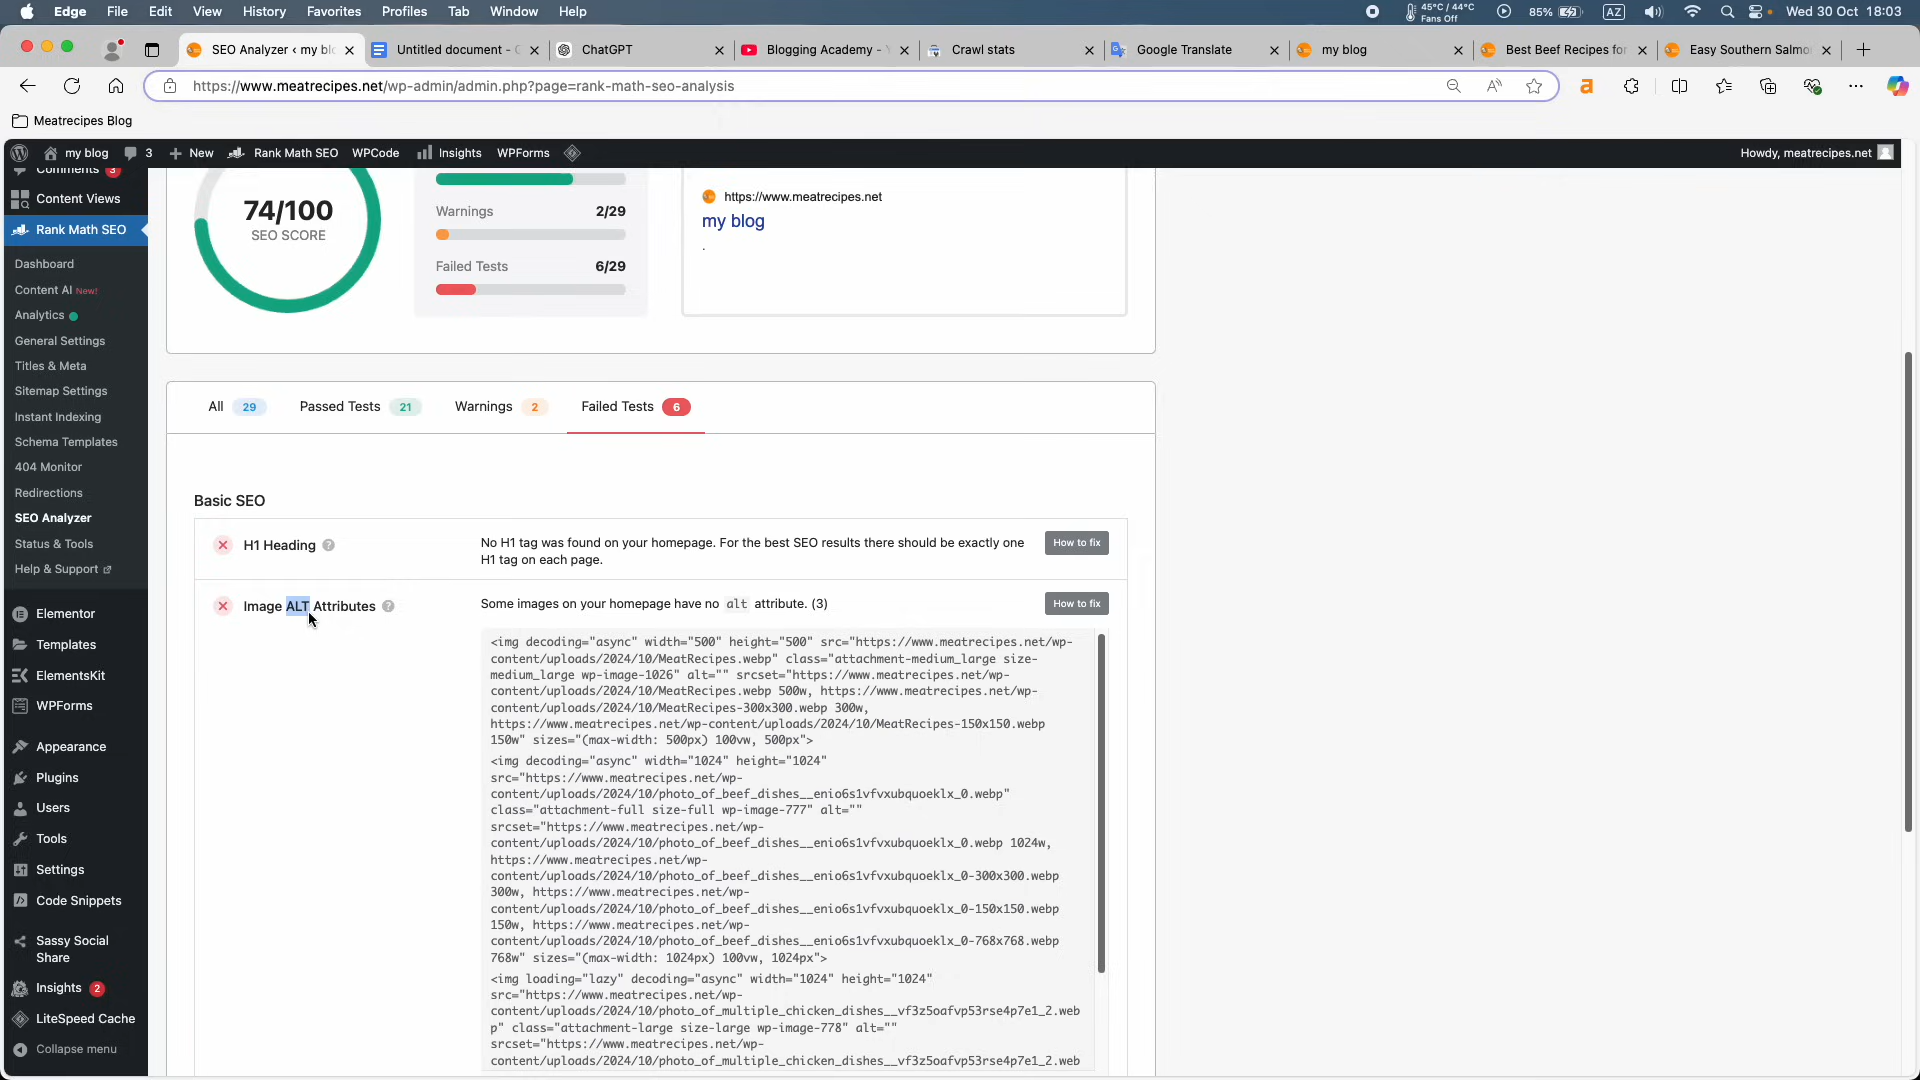 Edge File Edit View History Favorites Profiles Tab Window Help
45°C / 44°C
Fans Off
85%
AZ
Wed 30 Oct 18:03
SEO Analyzer ‹ my bl
Untitled document -
ChatGPT
Blogging Academy -
Crawl stats
Google Translate
my blog
Best Beef Recipes for
Easy Southern Salmo
https://www.meatrecipes.net/wp-admin/admin.php?page=rank-math-seo-analysis
Meatrecipes Blog
my blog 3 New Rank Math SEO WPCode Insights WPForms
Howdy, meatrecipes.net
Comments 3
Content Views
Rank Math SEO
Dashboard
Content AI New!
Analytics
General Settings
Titles & Meta
Sitemap Settings
Instant Indexing
Schema Templates
404 Monitor
Redirections
SEO Analyzer
Status & Tools
Help & Support
Elementor
Templates
ElementsKit
WPForms
Appearance
Plugins
Users
Tools
Settings
Code Snippets
Sassy Social
Share
Insights 2
LiteSpeed Cache
Collapse menu
74/100
SEO SCORE
Warnings 2/29
Failed Tests 6/29
https://www.meatrecipes.net
my blog
.
All 29 Passed Tests 21 Warnings 2 Failed Tests 6
Basic SEO
H1 Heading
No H1 tag was found on your homepage. For the best SEO results there should be exactly one
H1 tag on each page.
How to fix
Image ALT Attributes
Some images on your homepage have no alt attribute. (3)
How to fix
<img decoding="async" width="500" height="500" src="https://www.meatrecipes.net/wp-
content/uploads/2024/10/MeatRecipes.webp" class="attachment-medium_large size-
medium_large wp-image-1026" alt="" srcset="https://www.meatrecipes.net/wp-
content/uploads/2024/10/MeatRecipes.webp 500w, https://www.meatrecipes.net/wp-
content/uploads/2024/10/MeatRecipes-300x300.webp 300w,
https://www.meatrecipes.net/wp-content/uploads/2024/10/MeatRecipes-150x150.webp
150w" sizes="(max-width: 500px) 100vw, 500px">
<img decoding="async" width="1024" height="1024"
src="https://www.meatrecipes.net/wp-
content/uploads/2024/10/photo_of_beef_dishes__enio6s1vfvxubquoeklx_0.webp"
class="attachment-full size-full wp-image-777" alt=""
srcset="https://www.meatrecipes.net/wp-
content/uploads/2024/10/photo_of_beef_dishes__enio6s1vfvxubquoeklx_0.webp 1024w,
https://www.meatrecipes.net/wp-
content/uploads/2024/10/photo_of_beef_dishes__enio6s1vfvxubquoeklx_0-300x300.webp
300w, https://www.meatrecipes.net/wp-
content/uploads/2024/10/photo_of_beef_dishes__enio6s1vfvxubquoeklx_0-150x150.webp
150w, https://www.meatrecipes.net/wp-
content/uploads/2024/10/photo_of_beef_dishes__enio6s1vfvxubquoeklx_0-768x768.webp
768w" sizes="(max-width: 1024px) 100vw, 1024px">
<img loading="lazy" decoding="async" width="1024" height="1024"
src="https://www.meatrecipes.net/wp-
content/uploads/2024/10/photo_of_multiple_chicken_dishes__vf3z5oafvp53rse4p7e1_2.web
p" class="attachment-large size-large wp-image-778" alt=""
srcset="https://www.meatrecipes.net/wp-
content/uploads/2024/10/photo_of_multiple_chicken_dishes__vf3z5oafvp53rse4p7e1_2.web